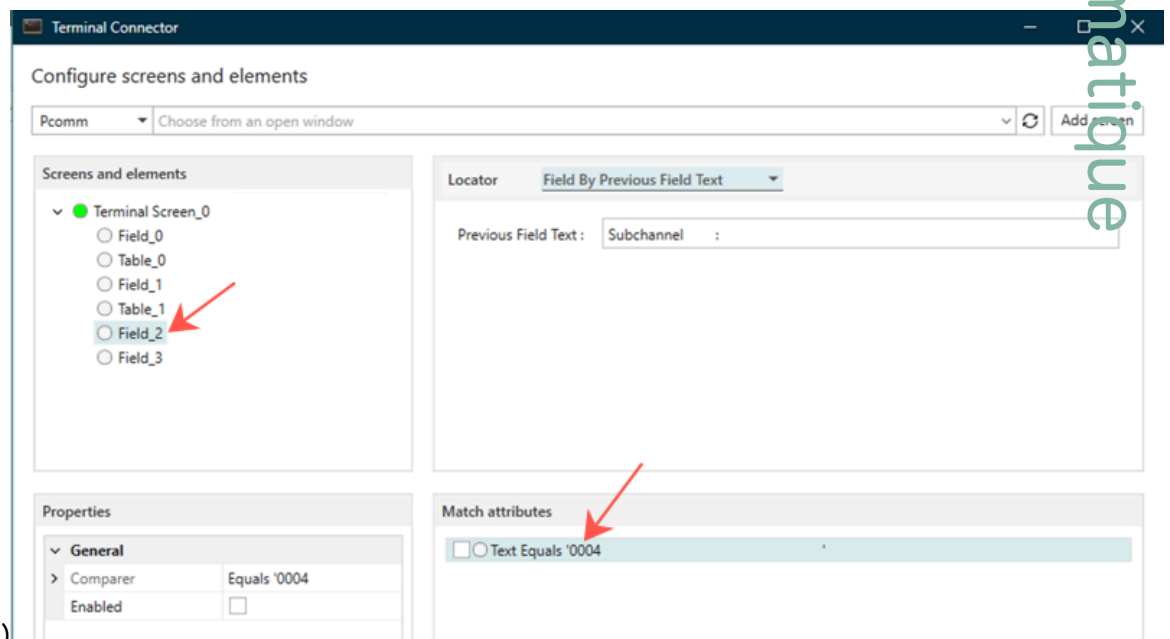 Terminal Connector
Configure screens and elements
Pcomm Choose from an open window Add screen
Screens and elements
Terminal Screen_0
Field_0
Table_0
Field_1
Table_1
Field_2
Field_3
Locator Field By Previous Field Text
Previous Field Text : Subchannel :
Properties
General
Comparer Equals '0004
Enabled
Match attributes
Text Equals '0004 '
matique
)